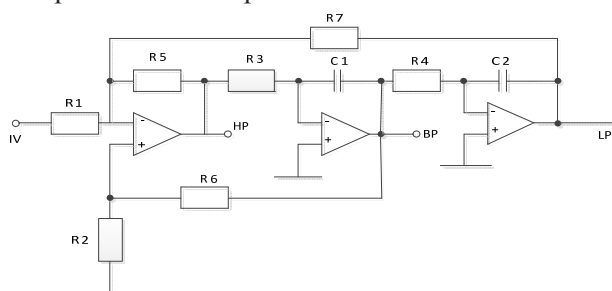 R7
R5
R3
C1
R4
C2
R1
IV
-
+
HP
-
+
BP
-
+
LP
R6
R2